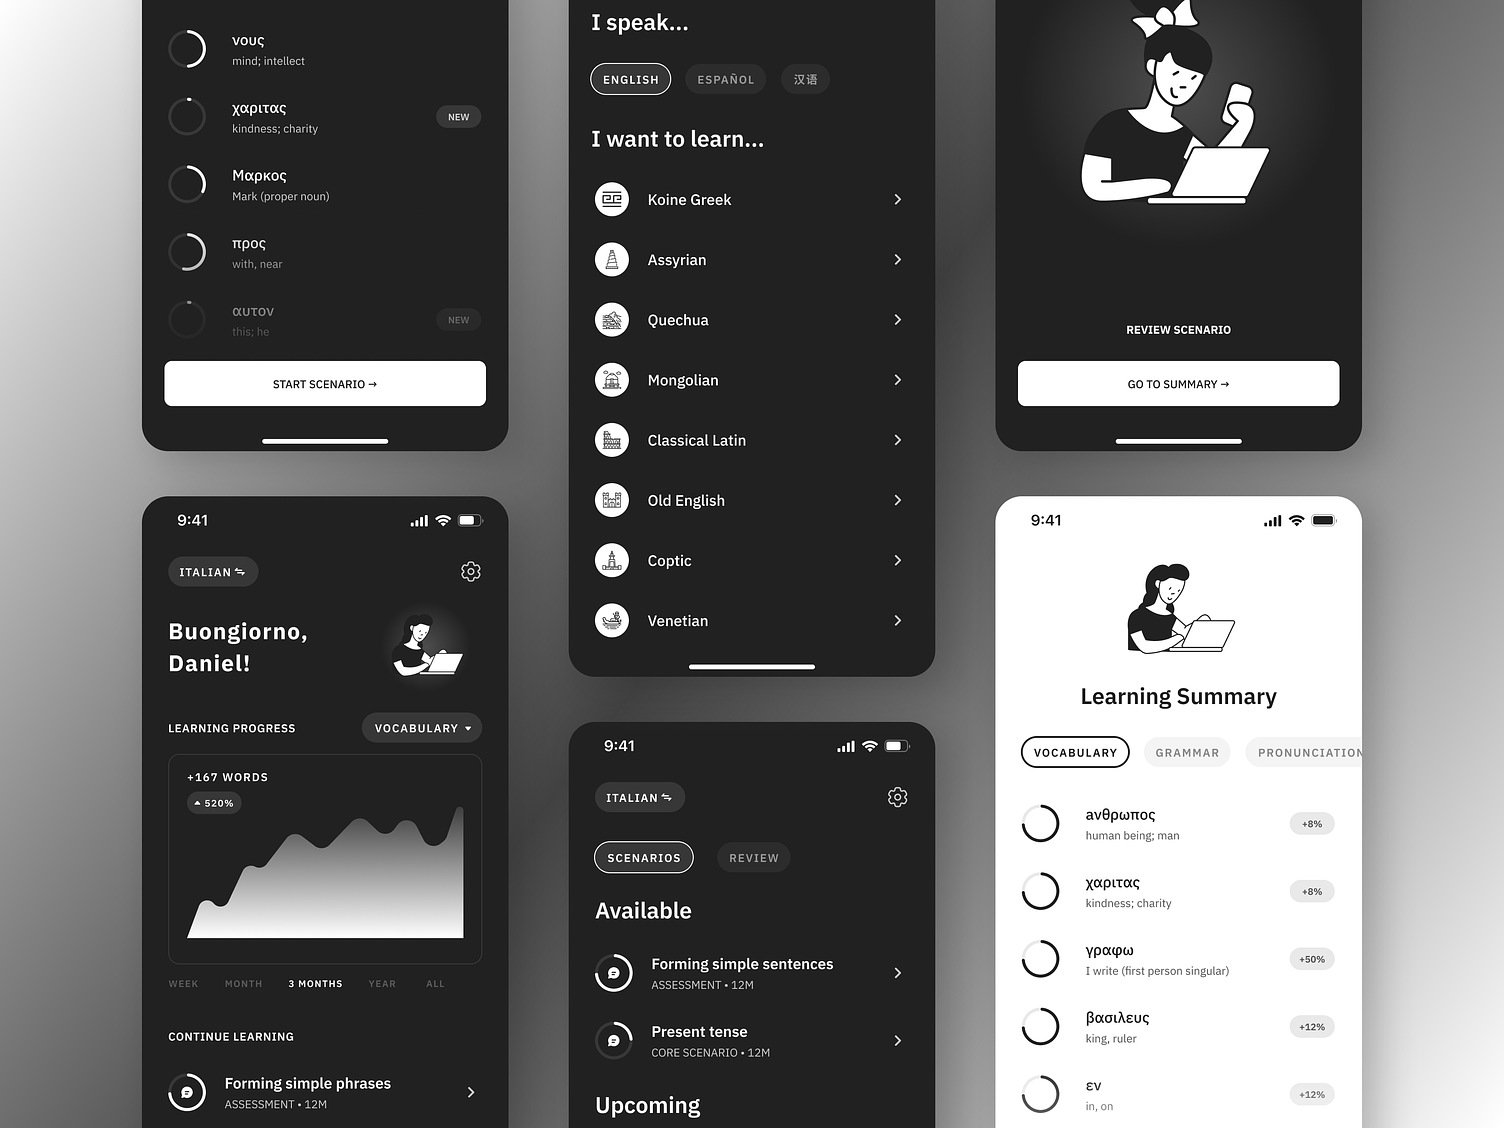 νους
mind; intellect
χαριτας
kindness; charity
NEW
Μαρκος
Mark (proper noun)
προς
with, near
αυτον
this; he
NEW
START SCENARIO →
9:41
ITALIAN
Buongiorno,
Daniel!
LEARNING PROGRESS
VOCABULARY
+167 WORDS
520%
WEEK MONTH 3 MONTHS YEAR ALL
CONTINUE LEARNING
Forming simple phrases
ASSESSMENT • 12M
I speak...
ENGLISH ESPAÑOL 汉语
I want to learn...
Koine Greek
Assyrian
Quechua
Mongolian
Classical Latin
Old English
Coptic
Venetian
9:41
ITALIAN
SCENARIOS REVIEW
Available
Forming simple sentences
ASSESSMENT • 12M
Present tense
CORE SCENARIO • 12M
Upcoming
REVIEW SCENARIO
GO TO SUMMARY →
9:41
Learning Summary
VOCABULARY GRAMMAR PRONUNCIATION
ανθρωπος
human being; man
+8%
χαριτας
kindness; charity
+8%
γραφω
I write (first person singular)
+50%
βασιλευς
king, ruler
+12%
εν
in, on
+12%